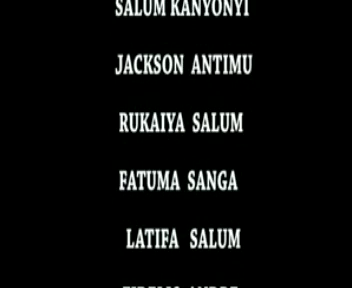 SALUM KANYONYI
JACKSON ANTIMU
RUKAIYA SALUM
FATUMA SANGA
LATIFA SALUM